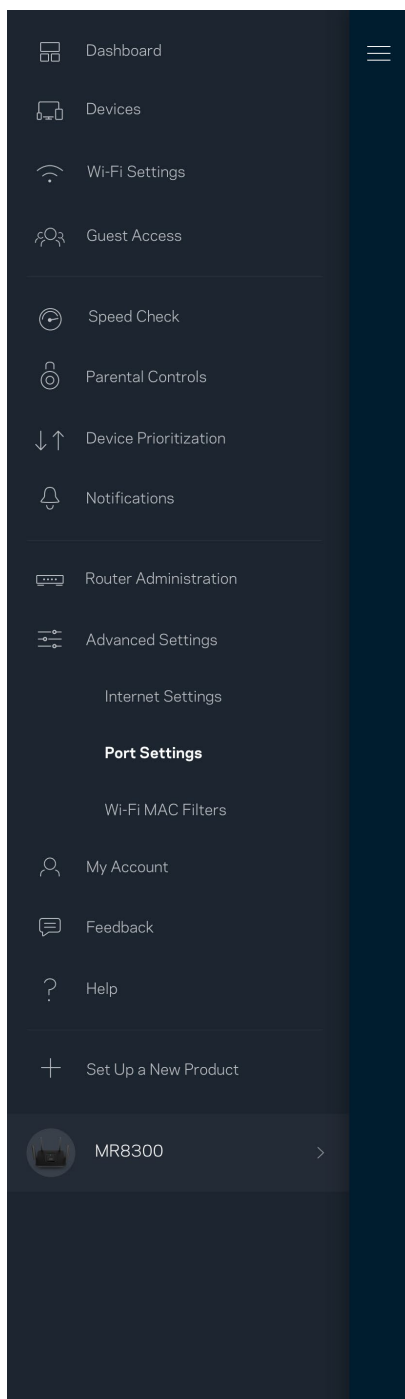 Dashboard
Devices
Wi-Fi Settings
Guest Access
Speed Check
Parental Controls
Device Prioritization
Notifications
Router Administration
Advanced Settings
Internet Settings
Port Settings
Wi-Fi MAC Filters
My Account
Feedback
Help
Set Up a New Product
MR8300